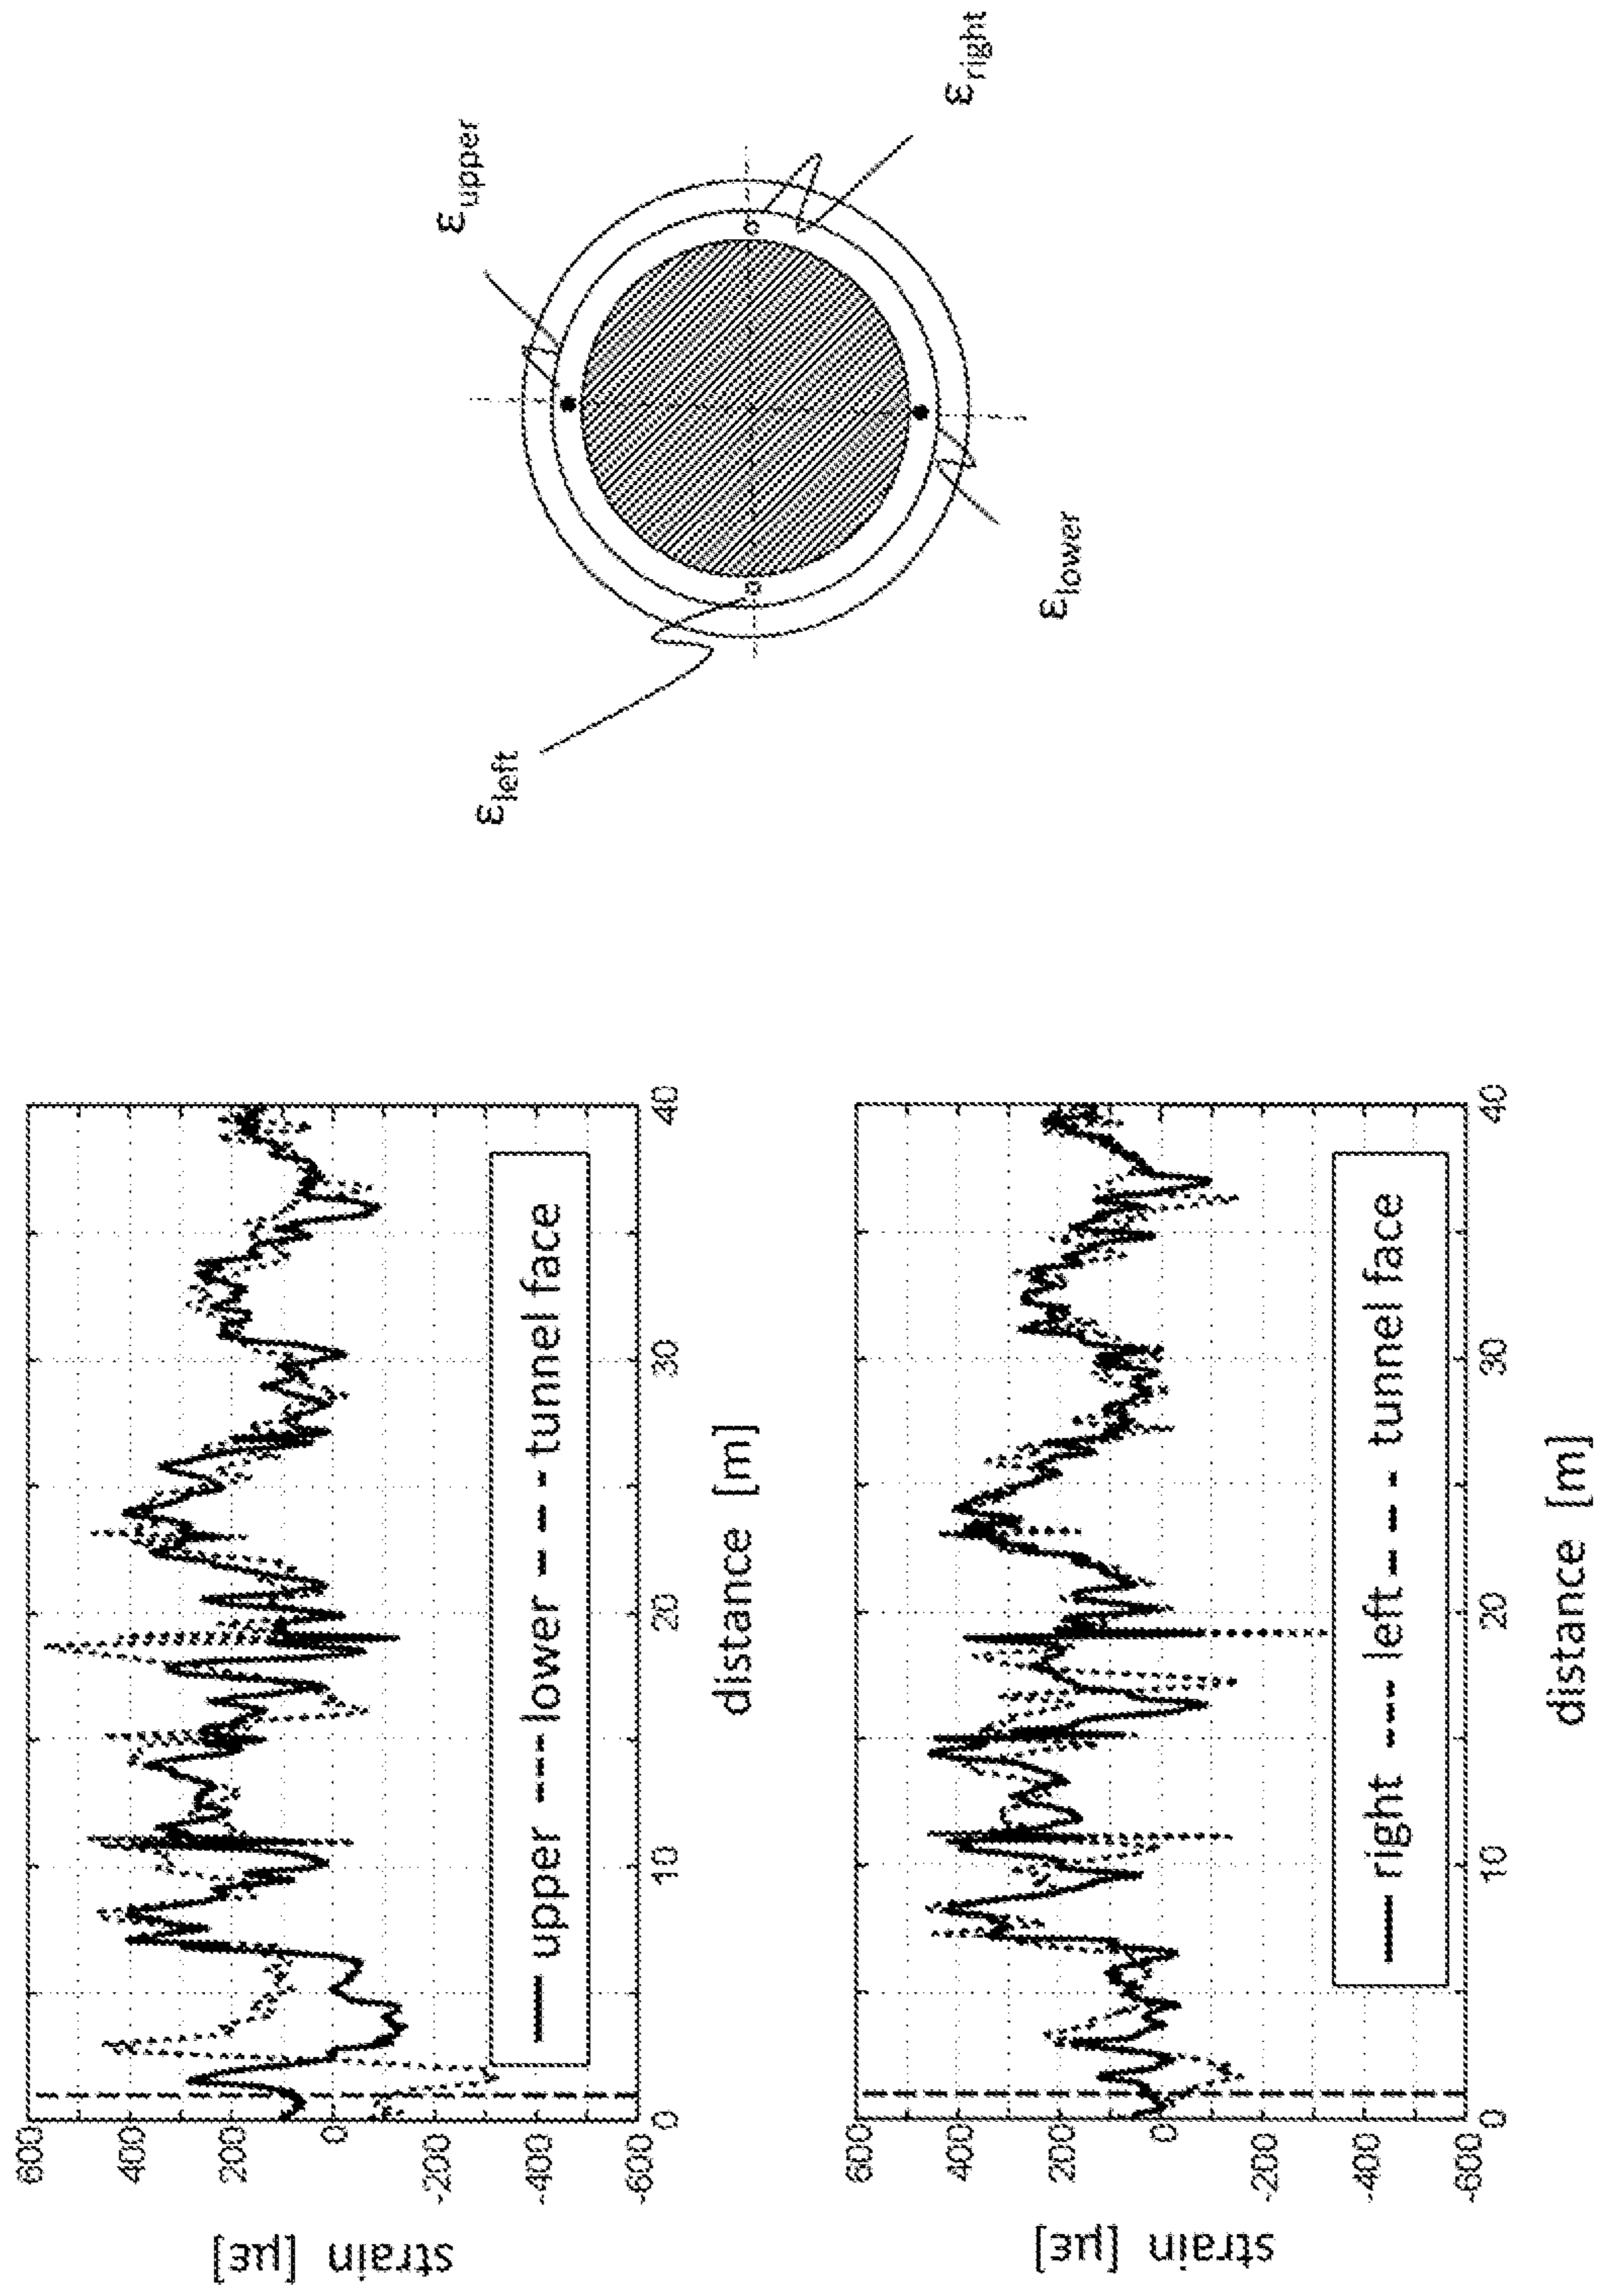 strain [με]
600
400
200
0
-200
-400
-600
upper lower tunnel face
0
10
20
30
40
distance [m]
strain [με]
600
400
200
0
-200
-400
-600
right left tunnel face
0
10
20
30
40
distance [m]
εupper
εleft
εright
εlower